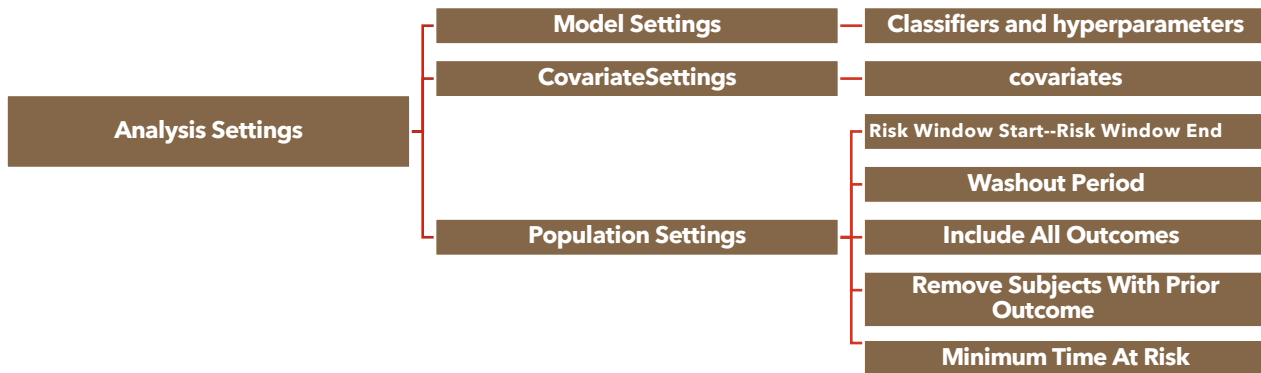 Analysis Settings
Model Settings
Classifiers and hyperparameters
CovariateSettings
covariates
Population Settings
Risk Window Start--Risk Window End
Washout Period
Include All Outcomes
Remove Subjects With Prior
Outcome
Minimum Time At Risk